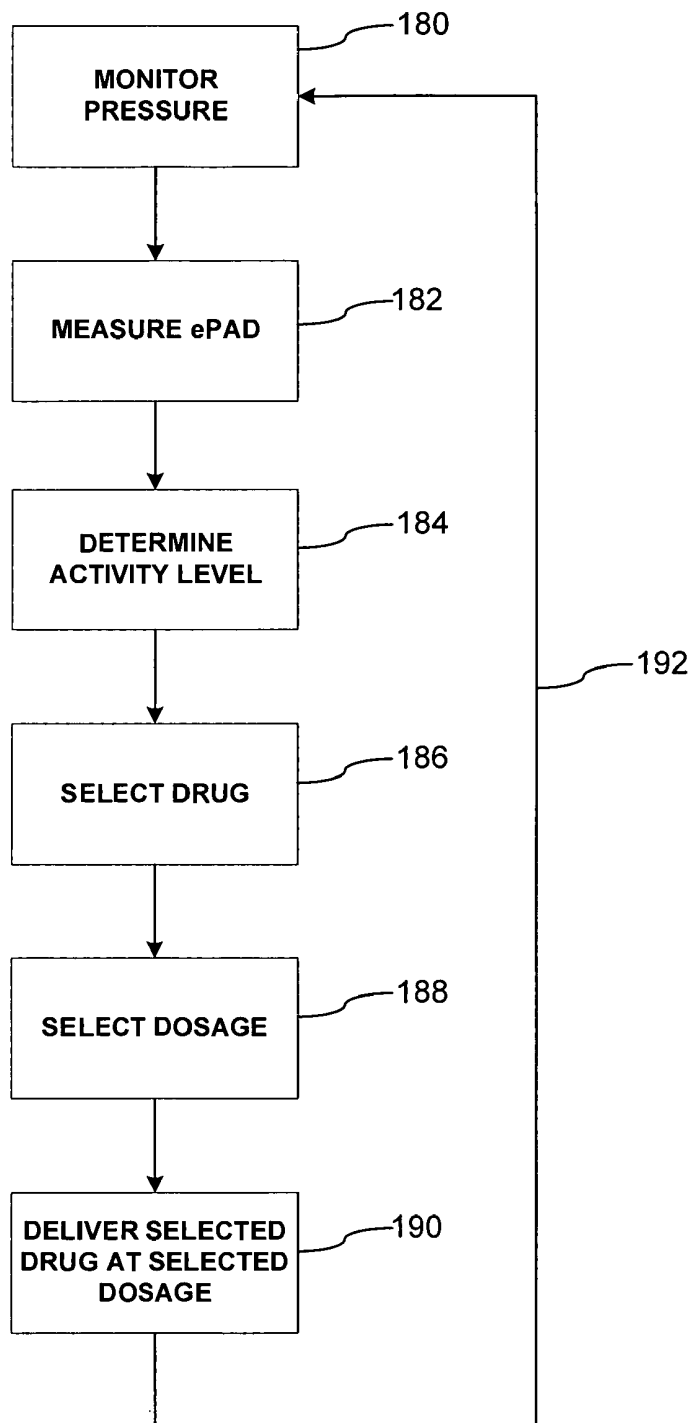 180
MONITOR
PRESSURE
182
MEASURE ePAD
184
DETERMINE
ACTIVITY LEVEL
192
186
SELECT DRUG
188
SELECT DOSAGE
190
DELIVER SELECTED
DRUG AT SELECTED
DOSAGE